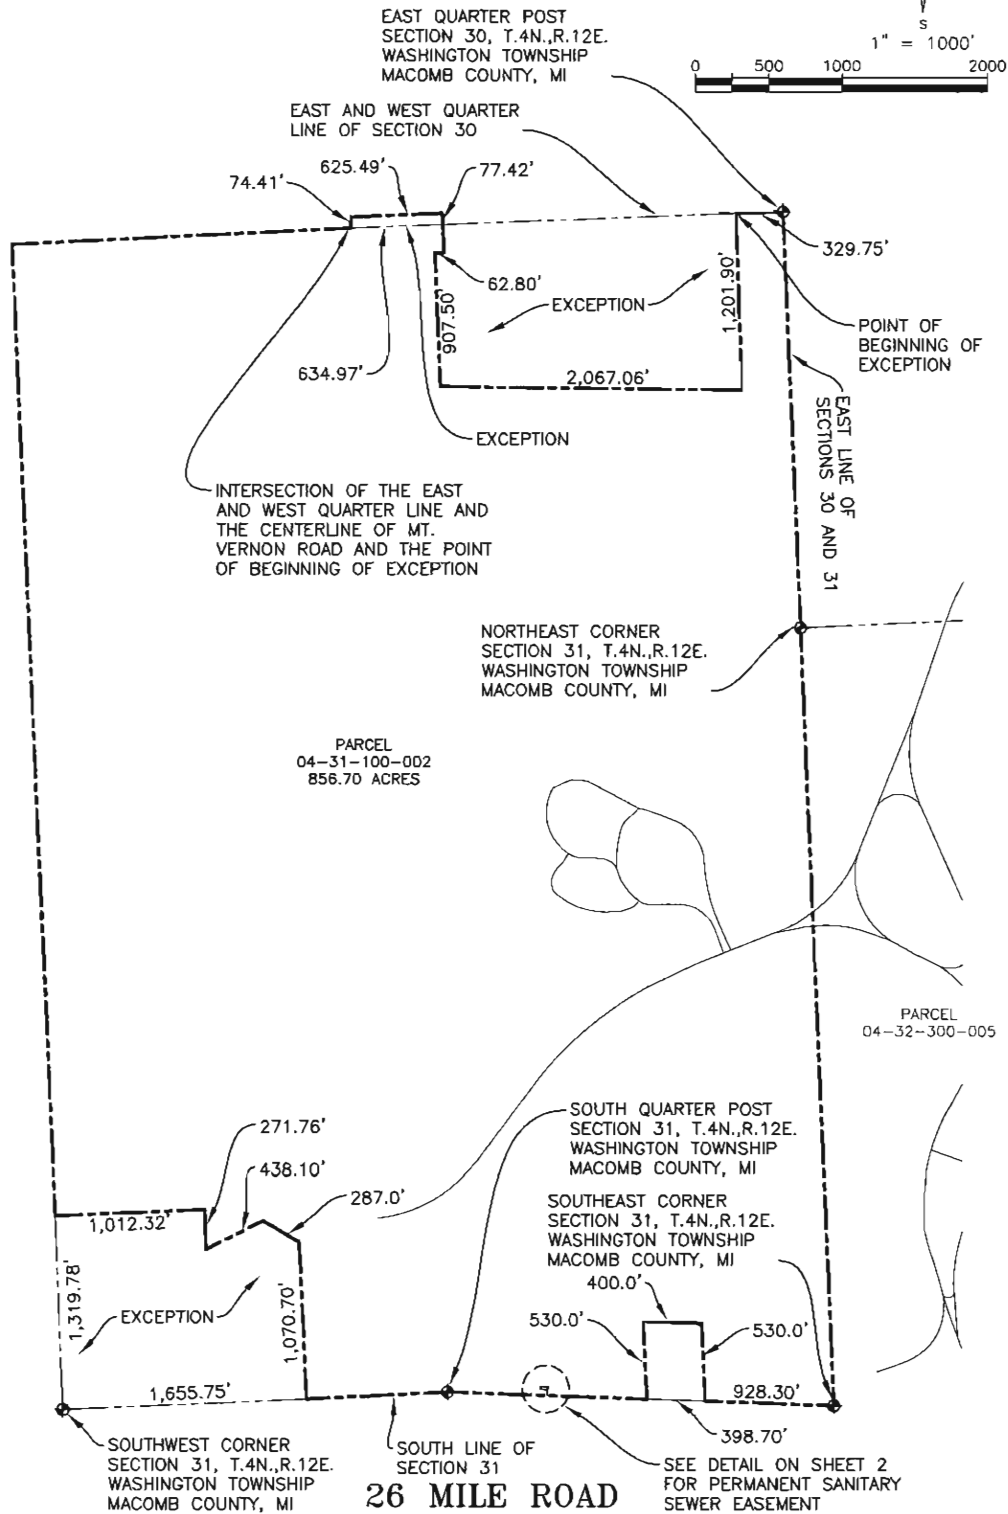 EAST QUARTER POST
SECTION 30, T.4N.,R.12E.
WASHINGTON TOWNSHIP
MACOMB COUNTY, MI
S
1" = 1000'
0 500 1000 2000
EAST AND WEST QUARTER
LINE OF SECTION 30
625.49'
77.42'
74.41'
329.75'
62.80'
EXCEPTION
907.50'
1,201.90'
634.97'
2,067.06'
POINT OF
BEGINNING OF
EXCEPTION
EXCEPTION
EAST LINE OF
SECTIONS 30 AND 31
INTERSECTION OF THE EAST
AND WEST QUARTER LINE AND
THE CENTERLINE OF MT.
VERNON ROAD AND THE POINT
OF BEGINNING OF EXCEPTION
NORTHEAST CORNER
SECTION 31, T.4N.,R.12E.
WASHINGTON TOWNSHIP
MACOMB COUNTY, MI
PARCEL
04-31-100-002
856.70 ACRES
PARCEL
04-32-300-005
SOUTH QUARTER POST
SECTION 31, T.4N.,R.12E.
WASHINGTON TOWNSHIP
MACOMB COUNTY, MI
271.76'
438.10'
287.0'
1,012.32'
SOUTHEAST CORNER
SECTION 31, T.4N.,R.12E.
WASHINGTON TOWNSHIP
MACOMB COUNTY, MI
400.0'
530.0'
530.0'
1,319.78'
EXCEPTION
1,070.70'
1,655.75'
928.30'
398.70'
SOUTHWEST CORNER
SECTION 31, T.4N.,R.12E.
WASHINGTON TOWNSHIP
MACOMB COUNTY, MI
SOUTH LINE OF
SECTION 31
SEE DETAIL ON SHEET 2
FOR PERMANENT SANITARY
SEWER EASEMENT
26 MILE ROAD